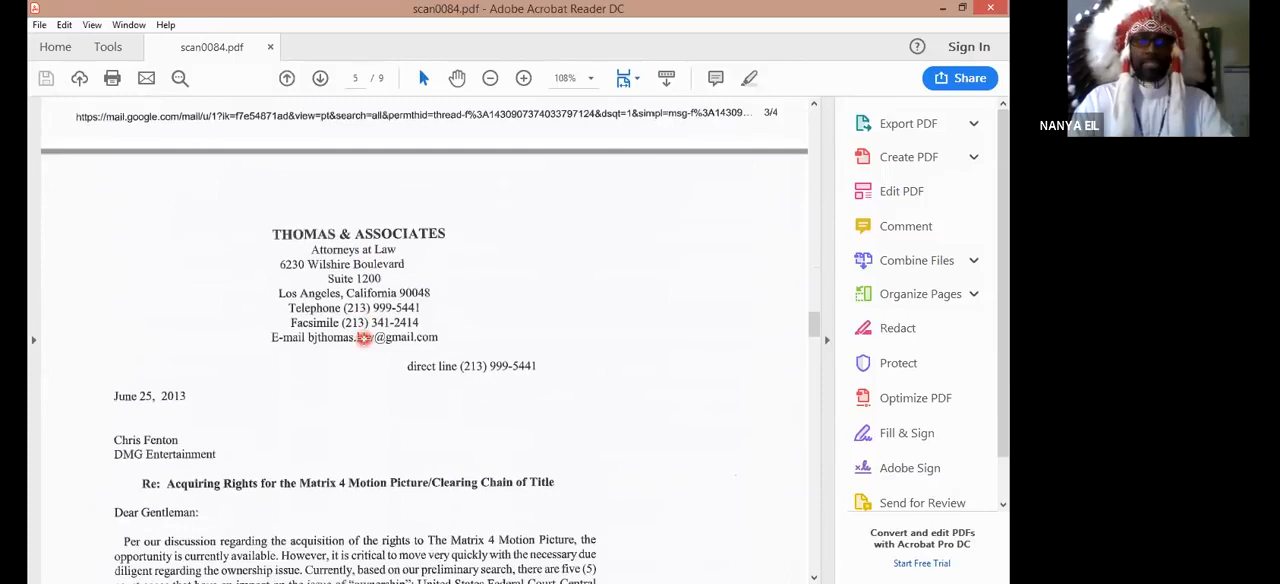 scan0084.pdf - Adobe Acrobat Reader DC
File Edit View Window Help
Home Tools scan0084.pdf × Sign In
5 / 9 108% Share
https://mail.google.com/mail/u/1?ik=f7e54871ad&view=pt&search=all&permthid=thread-f%3A1430907374033797124&dsqt=1&simpl=msg-f%3A14309... 3/4
THOMAS & ASSOCIATES
Attorneys at Law
6230 Wilshire Boulevard
Suite 1200
Los Angeles, California 90048
Telephone (213) 999-5441
Facsimile (213) 341-2414
E-mail @gmail.com
direct line (213) 999-5441
June 25, 2013
Chris Fenton
DMG Entertainment
Re: Acquiring Rights for the Matrix 4 Motion Picture/Clearing Chain of Title
Dear Gentleman:
Per our discussion regarding the acquisition of the rights to The Matrix 4 Motion Picture, the
opportunity is currently available. However, it is critical to move very quickly with the necessary due
diligent regarding the ownership issue. Currently, based on our preliminary search, there are five (5)
Export PDF
Create PDF
Edit PDF
Comment
Combine Files
Organize Pages
Redact
Protect
Optimize PDF
Fill & Sign
Adobe Sign
Send for Review
Convert and edit PDFs
with Acrobat Pro DC
Start Free Trial
NANYA EIL